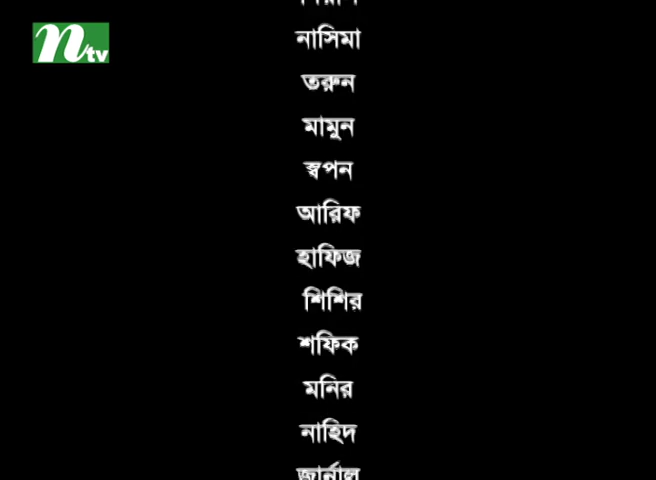 ntv
নাসিমা
তরুন
মামুন
স্বপন
আরিফ
হাফিজ
শিশির
শফিক
মনির
নাহিদ